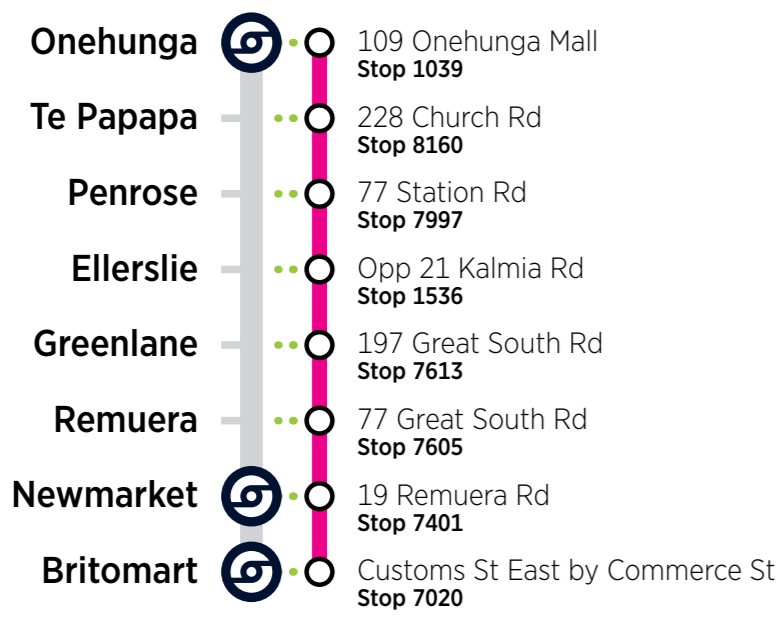 Onehunga
109 Onehunga Mall
Stop 1039
Te Papapa
228 Church Rd
Stop 8160
Penrose
77 Station Rd
Stop 7997
Ellerslie
Opp 21 Kalmia Rd
Stop 1536
Greenlane
197 Great South Rd
Stop 7613
Remuera
77 Great South Rd
Stop 7605
Newmarket
19 Remuera Rd
Stop 7401
Britomart
Customs St East by Commerce St
Stop 7020